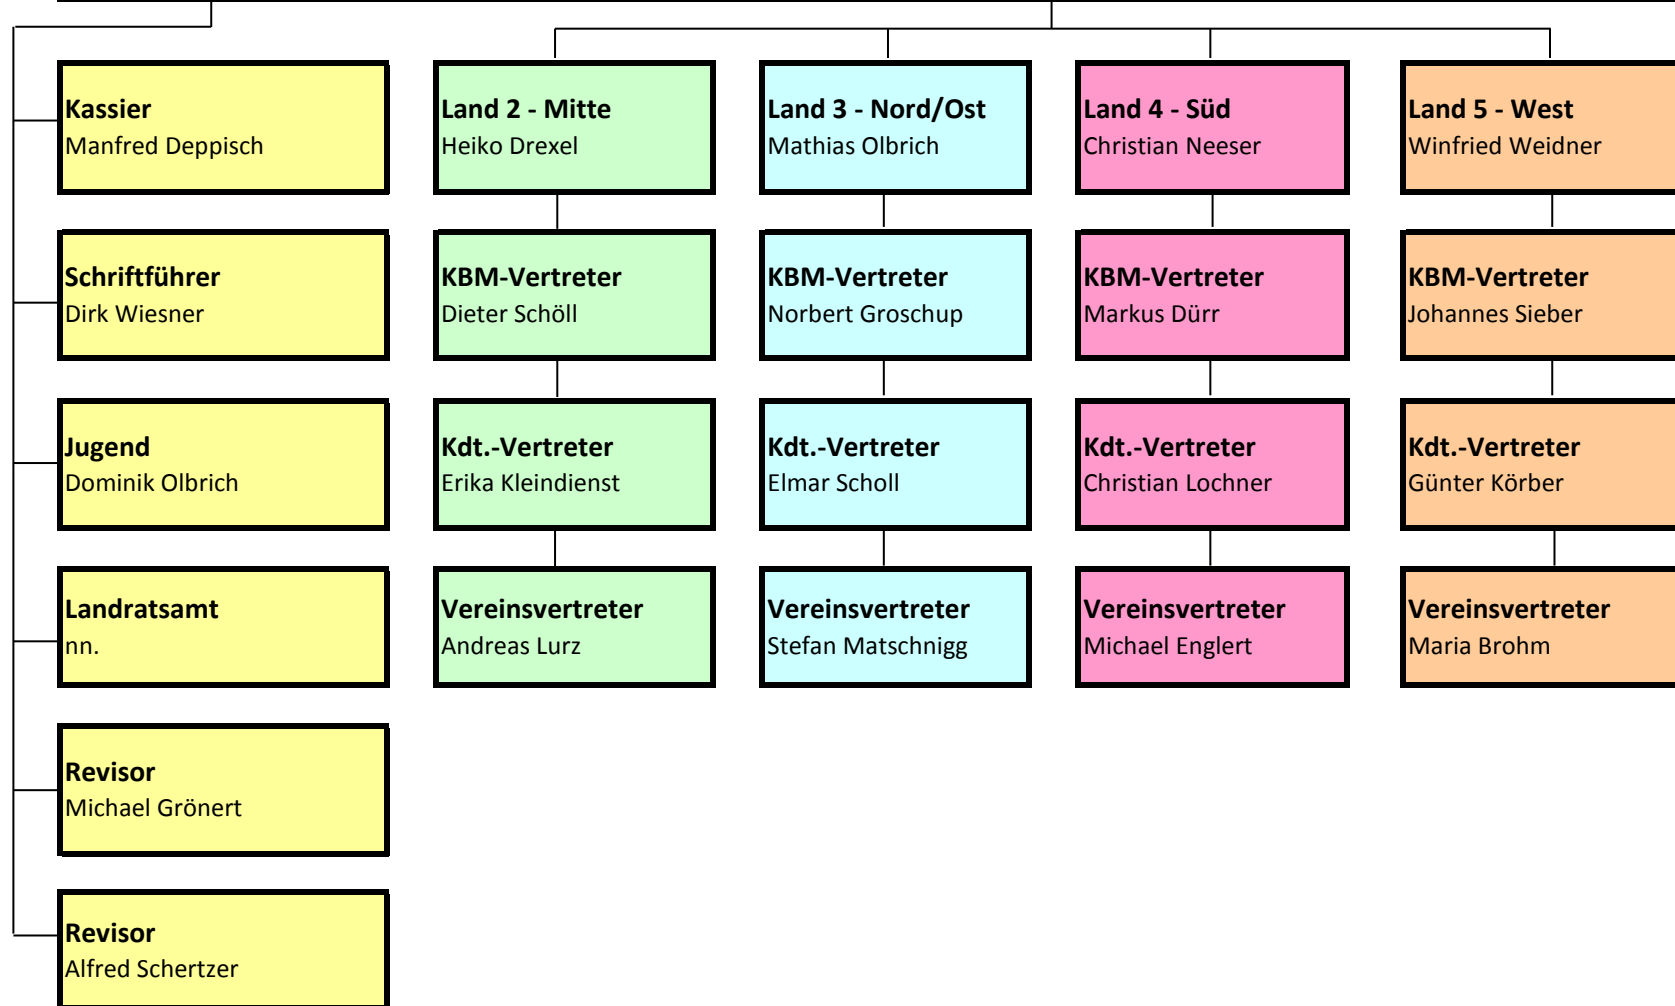 Kassier
Manfred Deppisch
Land 2 - Mitte
Heiko Drexel
Land 3 - Nord/Ost
Mathias Olbrich
Land 4 - Süd
Christian Neeser
Land 5 - West
Winfried Weidner
Schriftführer
Dirk Wiesner
KBM-Vertreter
Dieter Schöll
KBM-Vertreter
Norbert Groschup
KBM-Vertreter
Markus Dürr
KBM-Vertreter
Johannes Sieber
Jugend
Dominik Olbrich
Kdt.-Vertreter
Erika Kleindienst
Kdt.-Vertreter
Elmar Scholl
Kdt.-Vertreter
Christian Lochner
Kdt.-Vertreter
Günter Körber
Landratsamt
nn.
Vereinsvertreter
Andreas Lurz
Vereinsvertreter
Stefan Matschnigg
Vereinsvertreter
Michael Englert
Vereinsvertreter
Maria Brohm
Revisor
Michael Grönert
Revisor
Alfred Schertzer